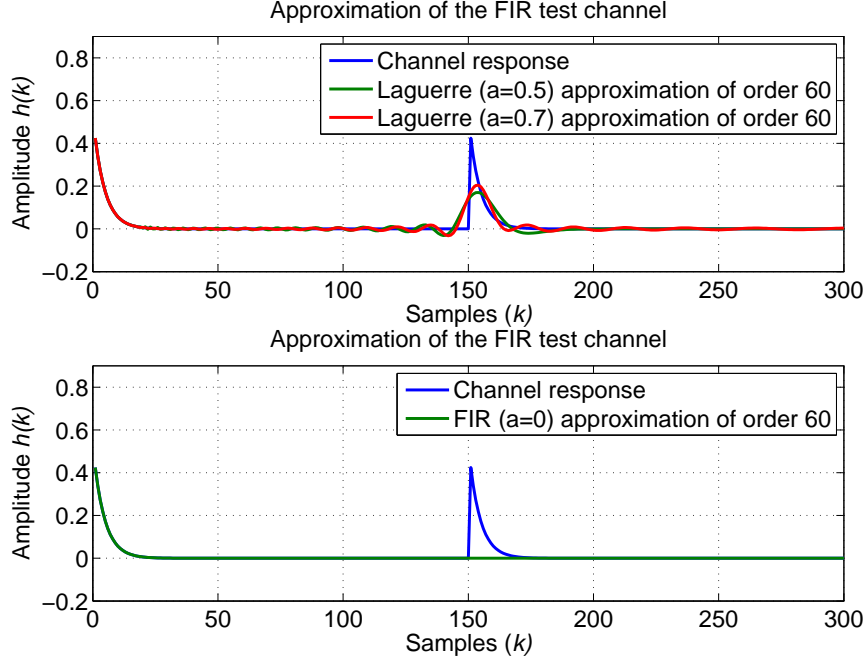 Approximation of the FIR test channel
Amplitude h(k)
0.8
0.6
0.4
0.2
0
−0.2
Channel response
Laguerre (a=0.5) approximation of order 60
Laguerre (a=0.7) approximation of order 60
0 50 100 150 200 250 300
Samples (k)
Approximation of the FIR test channel
Amplitude h(k)
0.8
0.6
0.4
0.2
0
−0.2
Channel response
FIR (a=0) approximation of order 60
0 50 100 150 200 250 300
Samples (k)